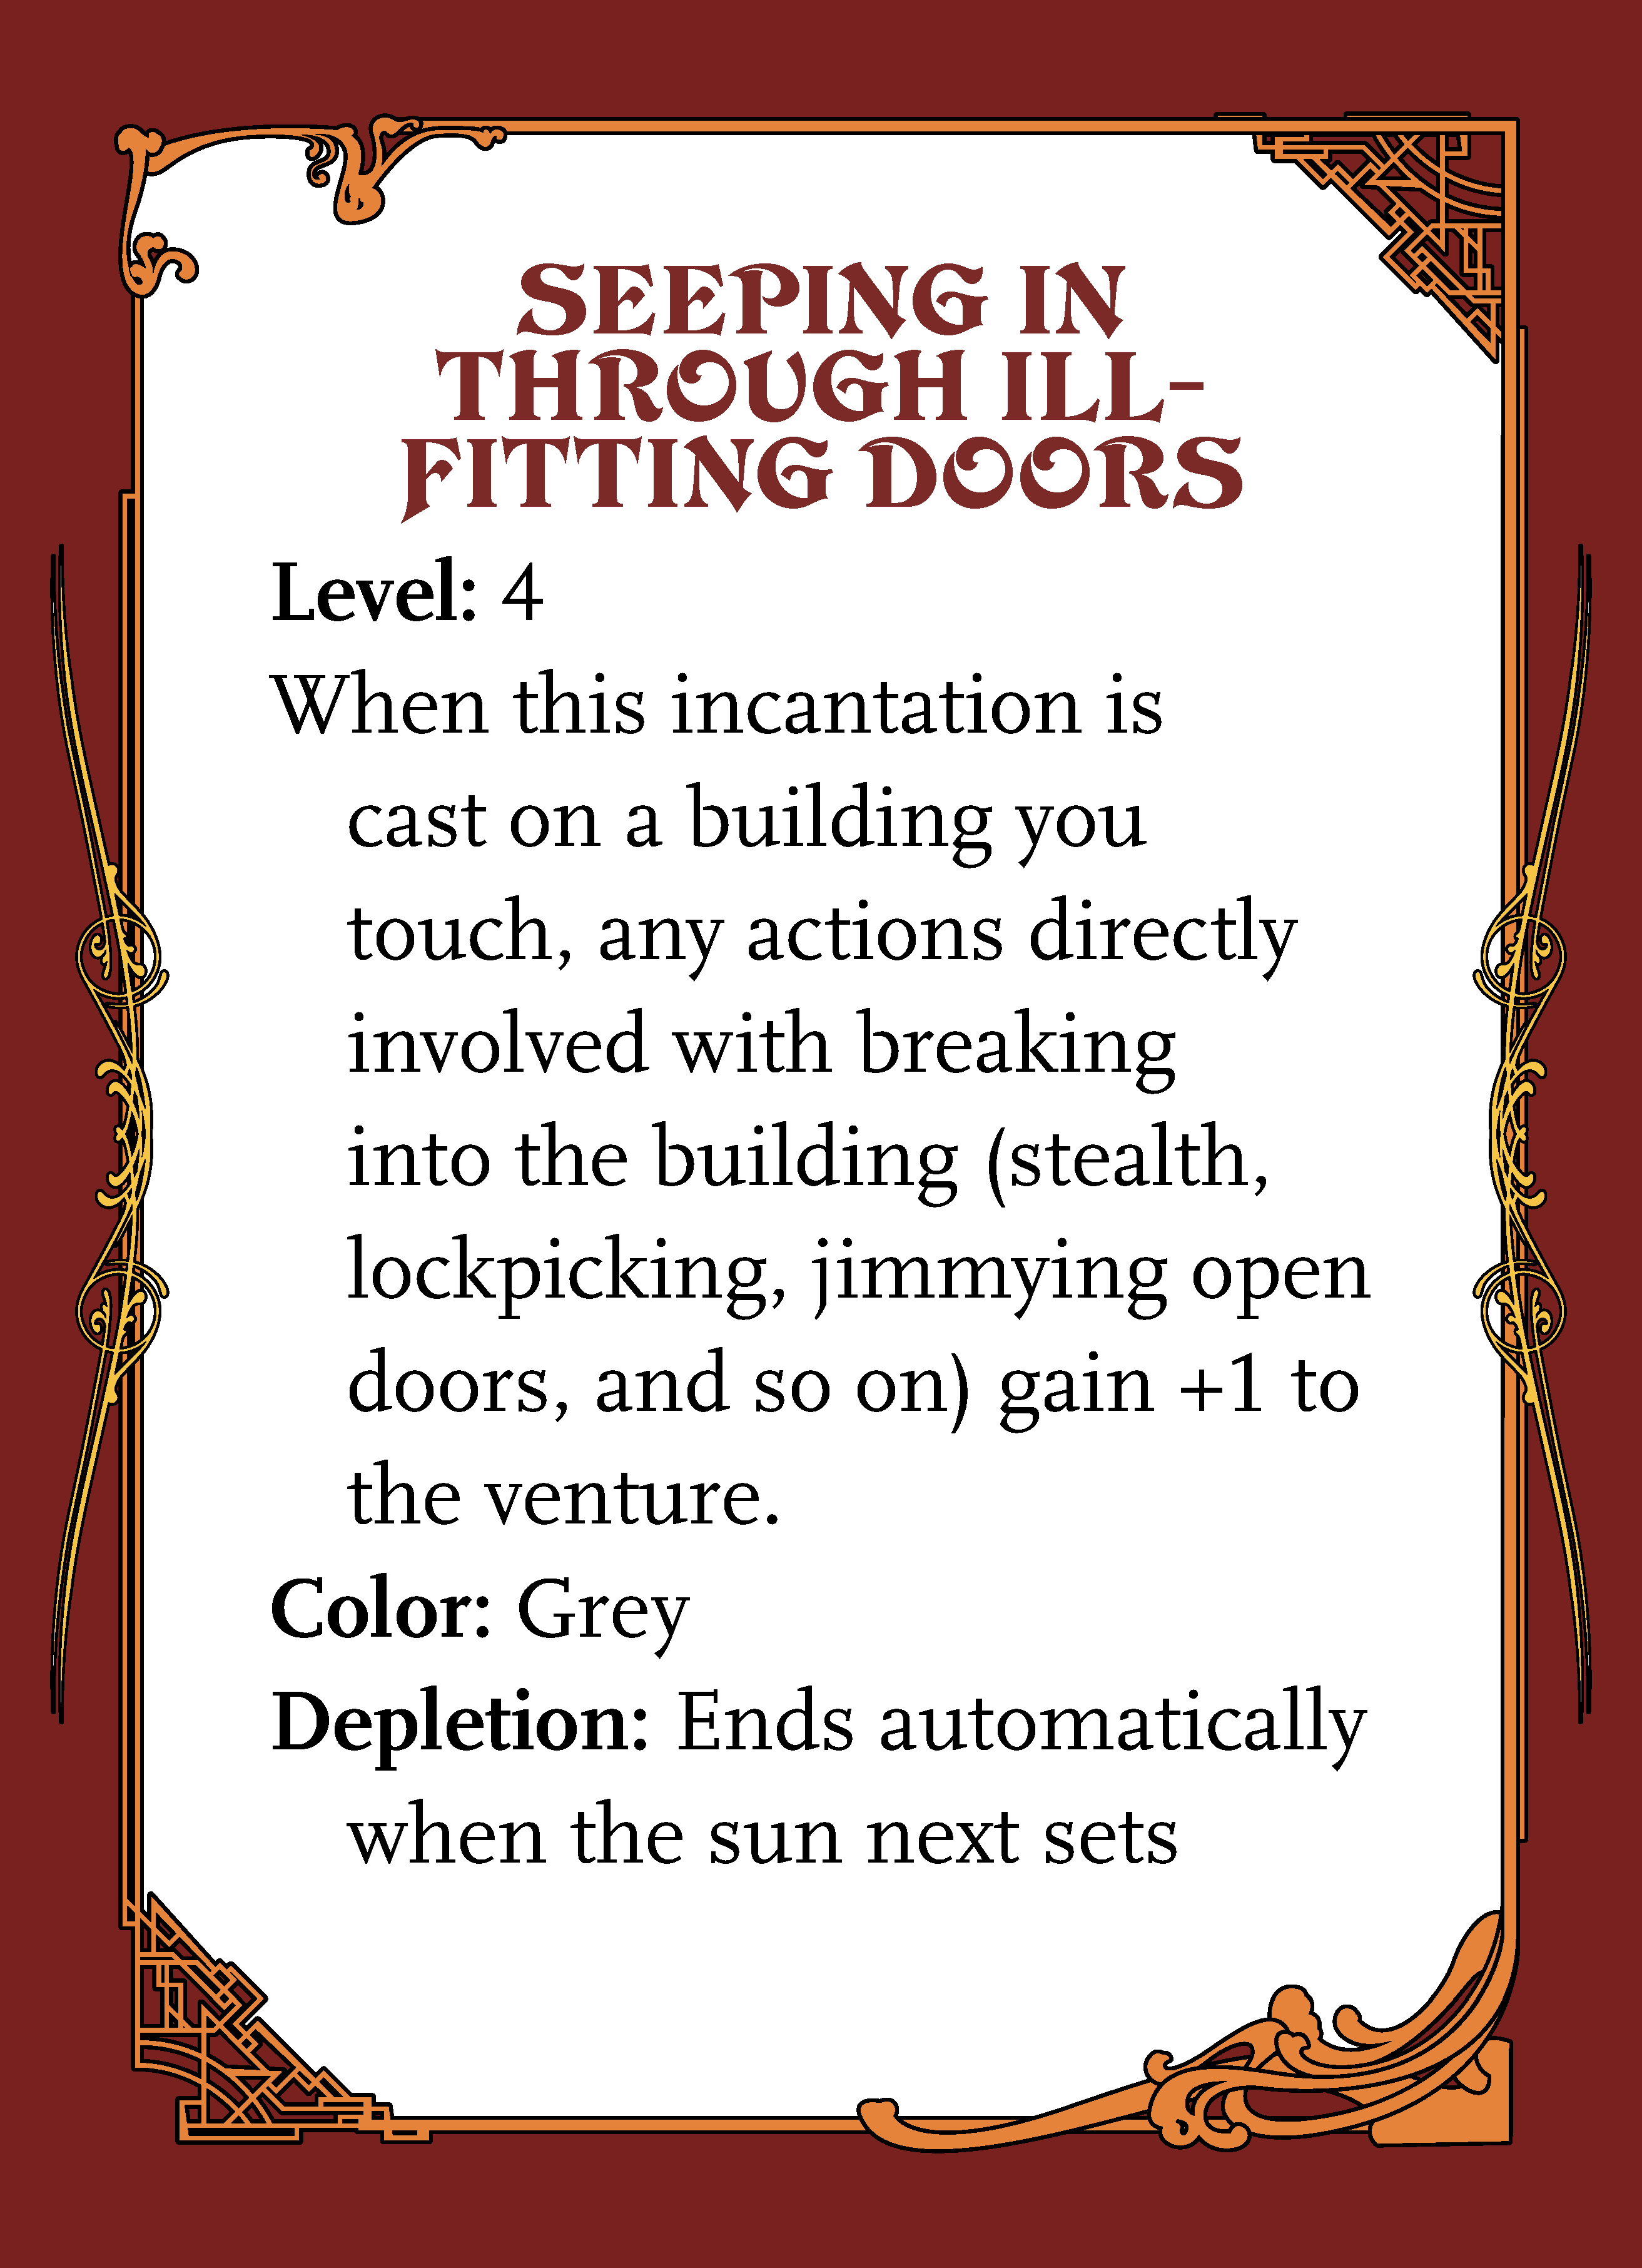 SEEPING IN
THROUGH ILL-
FITTING DOORS
Level: 4
When this incantation is
cast on a building you
touch, any actions directly
involved with breaking
into the building (stealth,
lockpicking, jimmying open
doors, and so on) gain +1 to
the venture.
Color: Grey
Depletion: Ends automatically
when the sun next sets